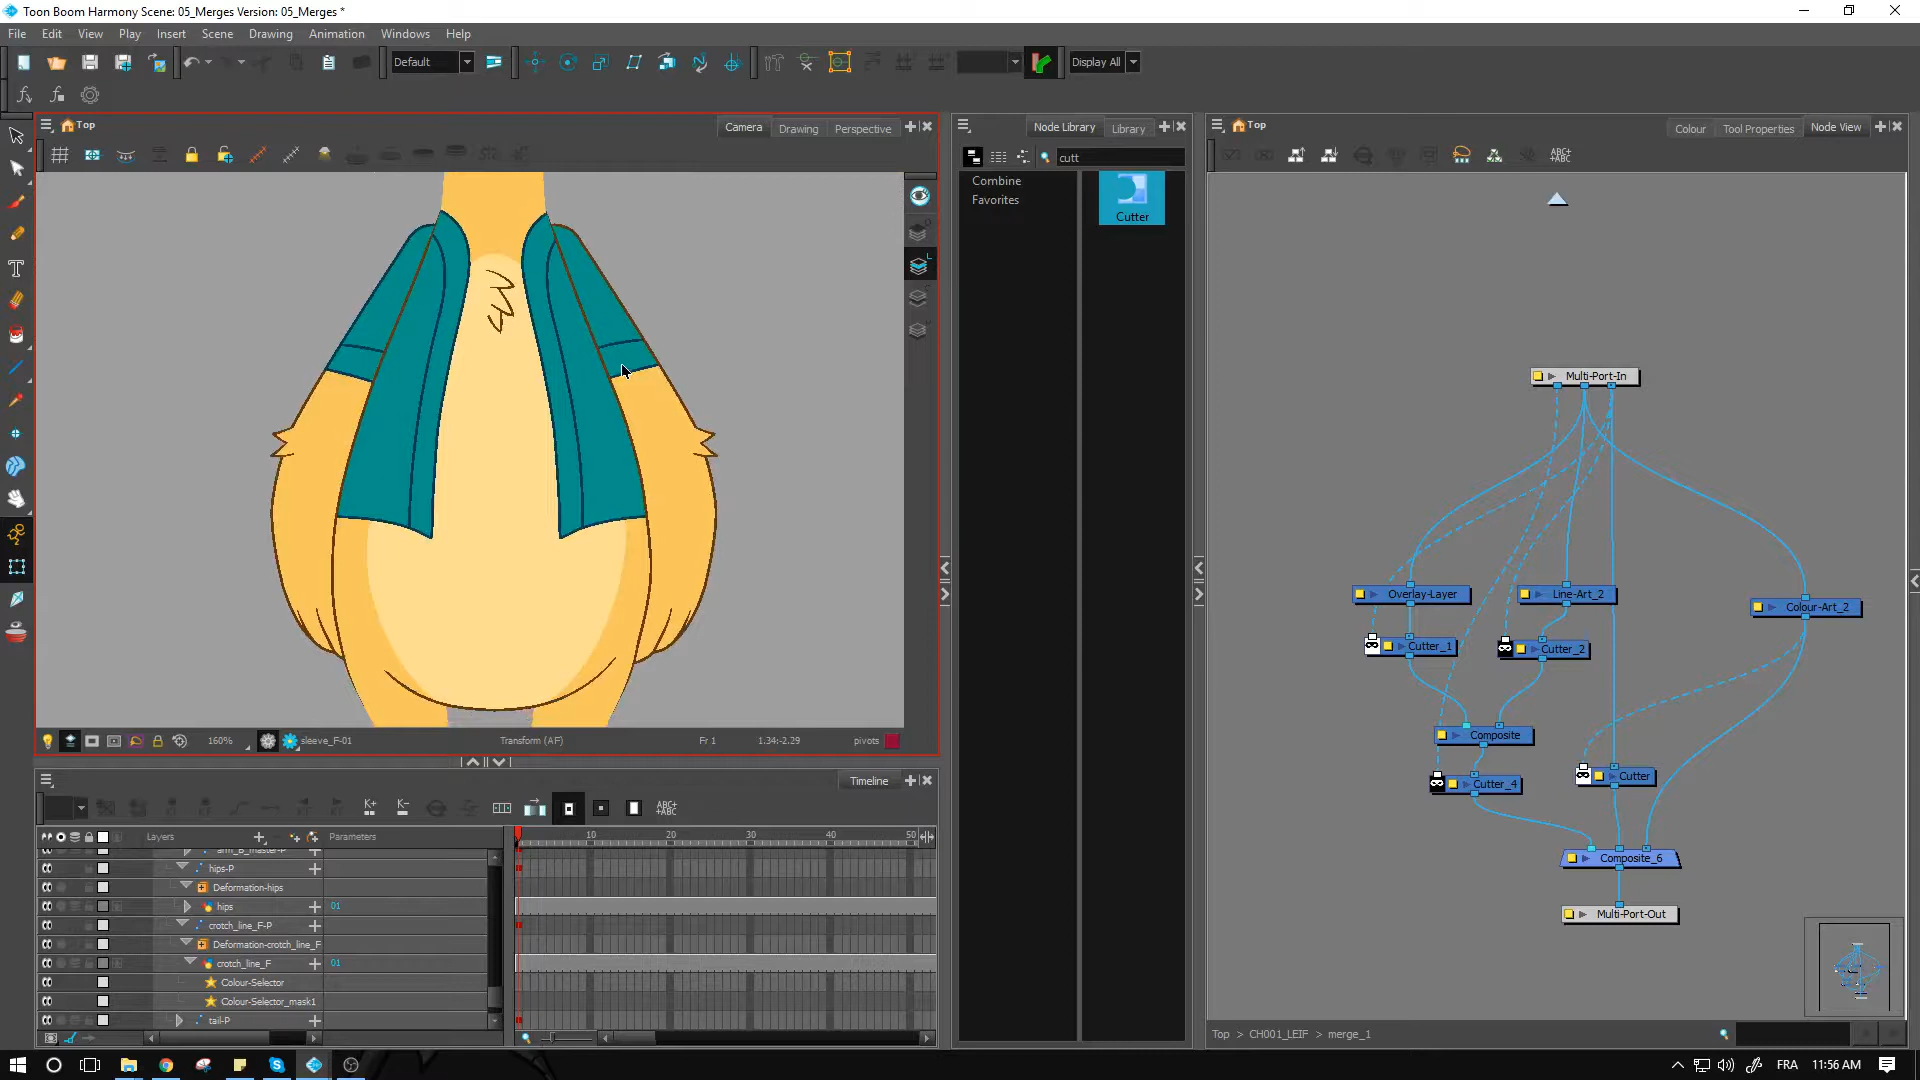 Toon Boom Harmony Scene: 05_Merges Version: 05_Merges *
File Edit View Play Insert Scene Drawing Animation Windows Help
Default
Display All
Top
Camera
Drawing
Perspective
Node Library
Library
Top
Colour
Tool Properties
Node View
cutt
ABC+
+ABC
Combine
Favorites
Cutter
Multi-Port-In
Overlay-Layer
Line-Art_2
Colour-Art_2
Cutter_1
Cutter_2
Composite
Cutter_4
Cutter
Composite_6
Multi-Port-Out
160%
sleeve_F-01
Transform (AF)
Fr 1
1.34:-2.29
pivots
Timeline
K+
K-
ABC+
+ABC
Layers
Parameters
10 20 30 40 50
arm_B_master-P
hips-P
Deformation-hips
hips 01
crotch_line_F-P
Deformation-crotch_line_F
crotch_line_F 01
Colour-Selector
Colour-Selector_mask1
tail-P
Top > CH001_LEIF > merge_1
FRA 11:56 AM